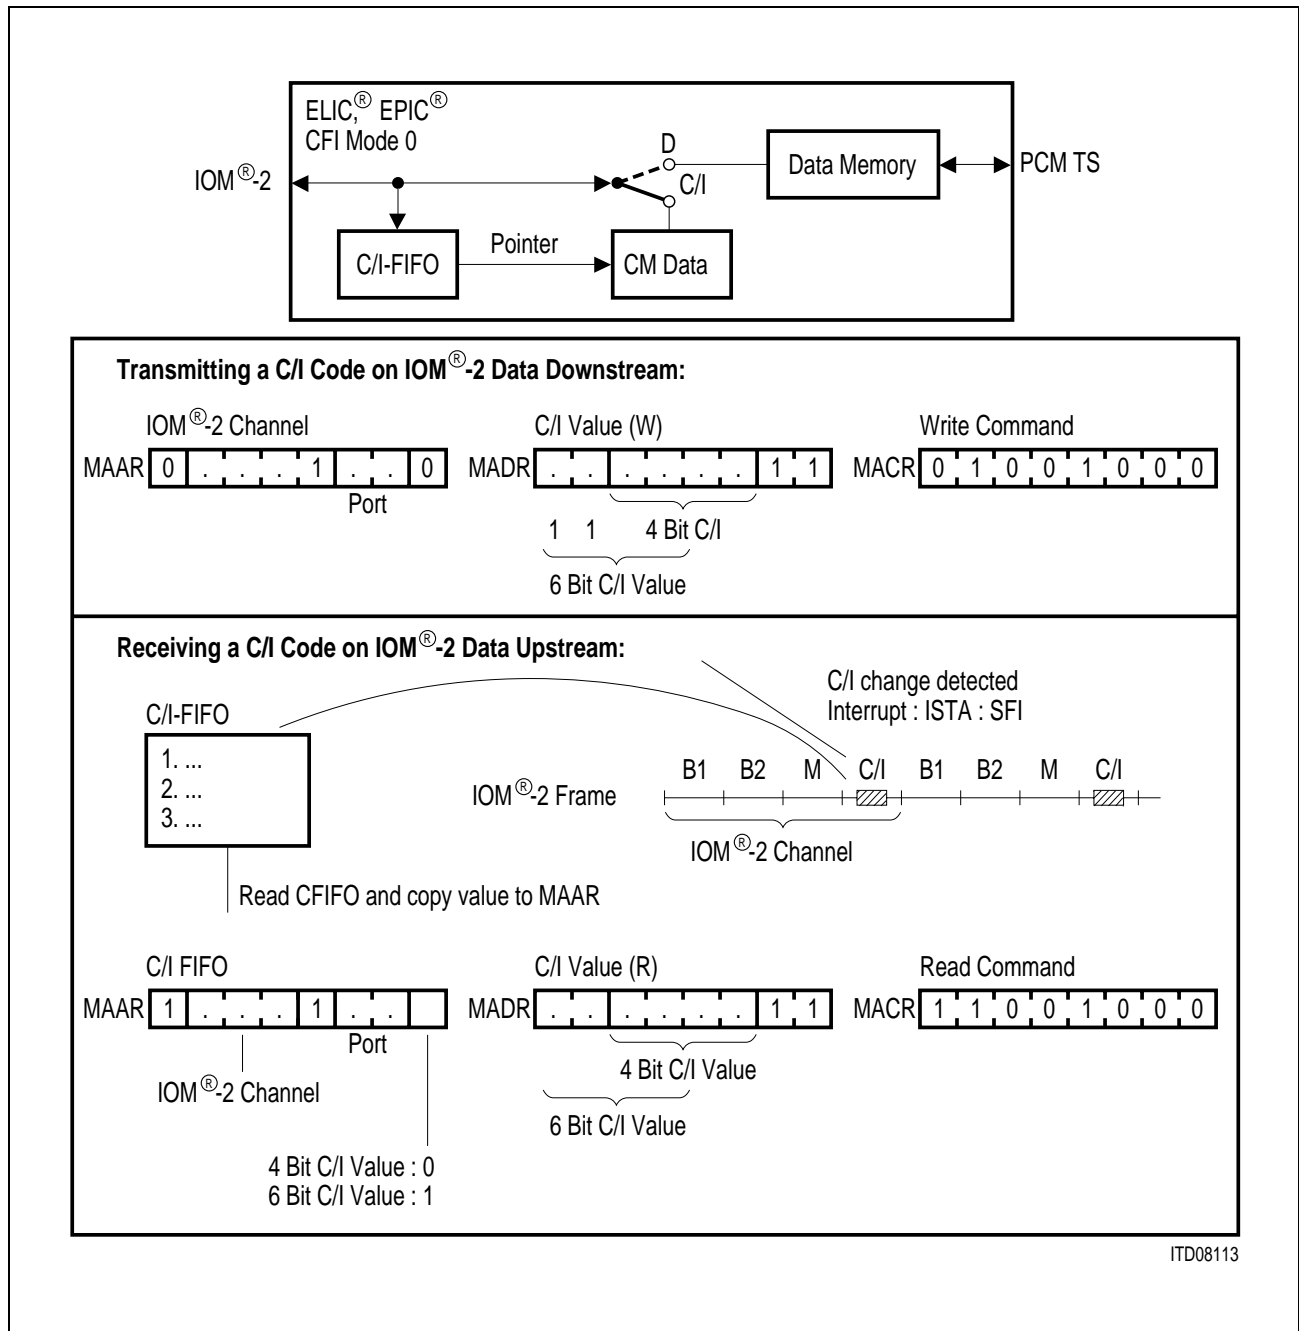 ELIC,® EPIC®
CFI Mode 0
IOM®-2
D
C/I
Data Memory
PCM TS
C/I-FIFO
Pointer
CM Data
Transmitting a C/I Code on IOM®-2 Data Downstream:
IOM®-2 Channel C/I Value (W) Write Command
MAAR 0 . . . 1 . . 0 MADR . . . . . . 1 1 MACR 0 1 0 0 1 0 0 0
Port
1 1 4 Bit C/I
6 Bit C/I Value
Receiving a C/I Code on IOM®-2 Data Upstream:
C/I change detected
Interrupt : ISTA : SFI
C/I-FIFO
1. ...
2. ...
3. ...
B1 B2 M C/I B1 B2 M C/I
IOM®-2 Frame
IOM®-2 Channel
Read CFIFO and copy value to MAAR
C/I FIFO C/I Value (R) Read Command
MAAR 1 . . . 1 . . MADR . . . . . . 1 1 MACR 1 1 0 0 1 0 0 0
Port
IOM®-2 Channel
4 Bit C/I Value
6 Bit C/I Value
4 Bit C/I Value : 0
6 Bit C/I Value : 1
ITD08113